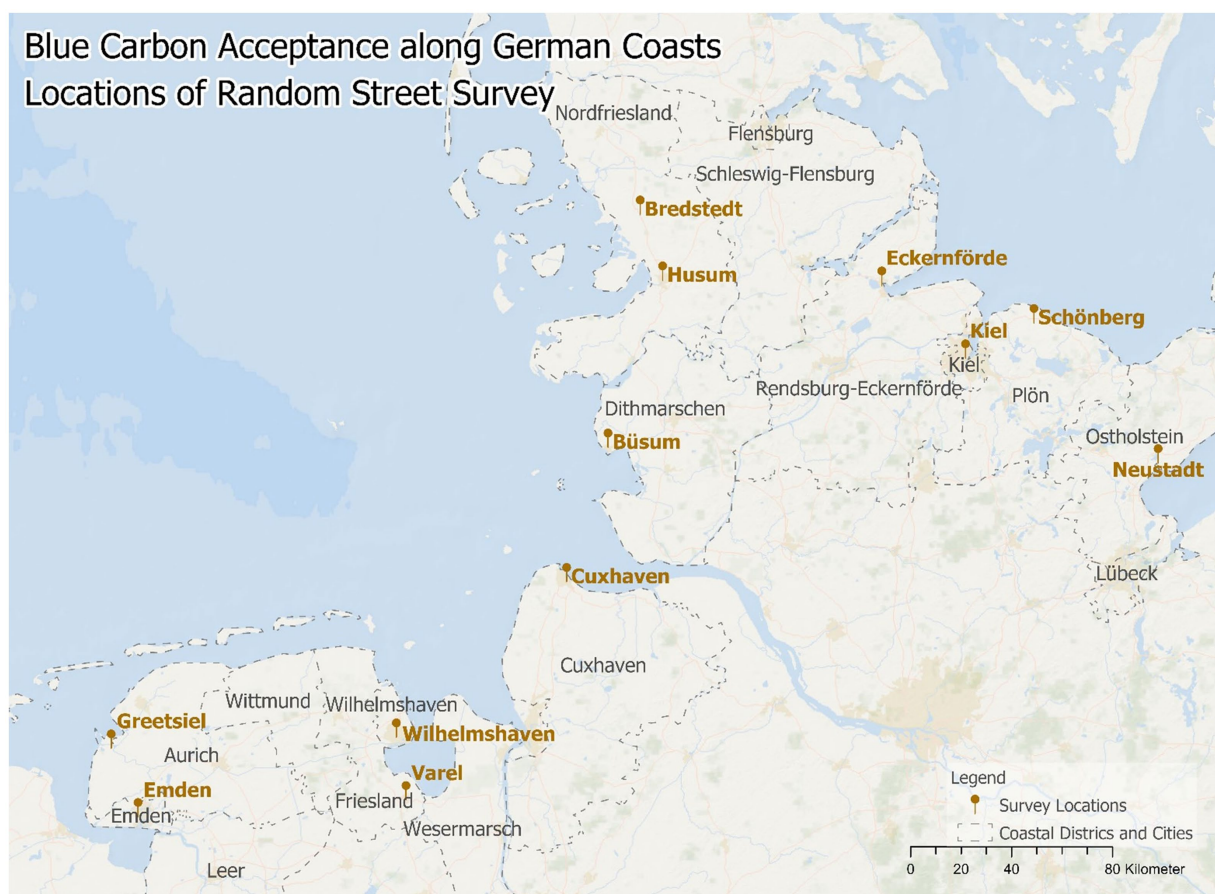 Blue Carbon Acceptance along German Coasts
Locations of Random Street Survey
Nordfriesland
Flensburg
Schleswig-Flensburg
Bredstedt
Eckernförde
Husum
Schönberg
Kiel
Kiel
Rendsburg-Eckernförde
Plön
Dithmarschen
Büsum
Ostholstein
Neustadt
Cuxhaven
Lübeck
Cuxhaven
Wittmund
Wilhelmshaven
Greetsiel
Wilhelmshaven
Aurich
Varel
Emden
Friesland
Emden
Wesermarsch
Leer
Legend
Survey Locations
Coastal Districs and Cities
0 20 40 80 Kilometer